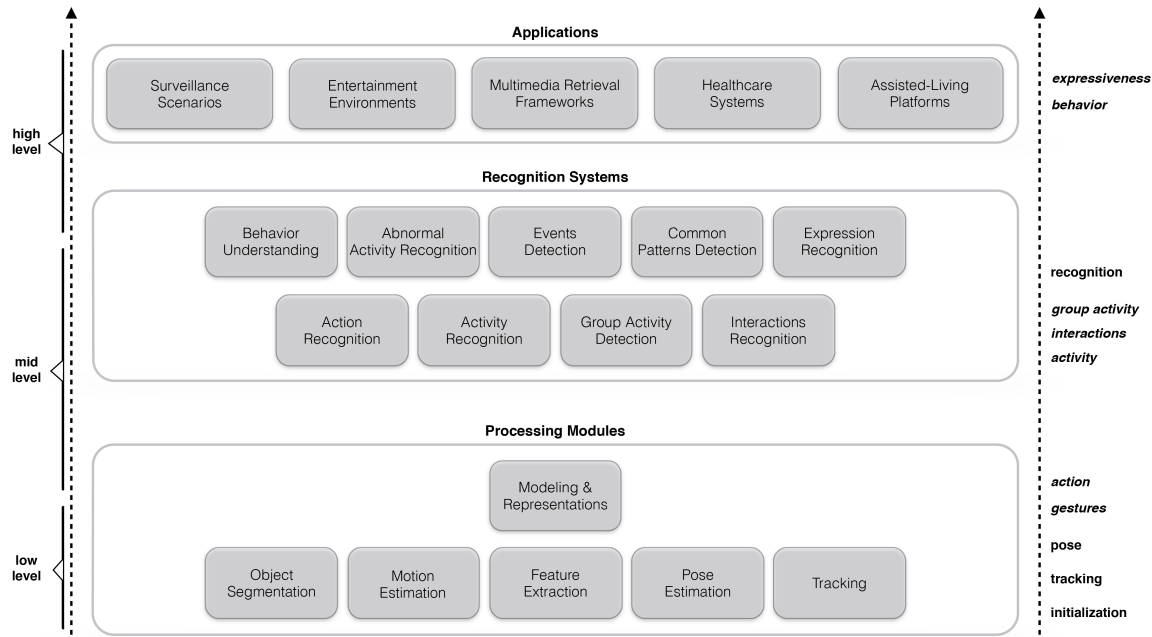 Applications
Surveillance
Scenarios
Entertainment
Environments
Multimedia Retrieval
Frameworks
Healthcare
Systems
Assisted-Living
Platforms
expressiveness
behavior
high
level
Recognition Systems
Behavior
Understanding
Abnormal
Activity Recognition
Events
Detection
Common
Patterns Detection
Expression
Recognition
recognition
Action
Recognition
Activity
Recognition
Group Activity
Detection
Interactions
Recognition
group activity
interactions
activity
mid
level
Processing Modules
Modeling &
Representations
action
gestures
low
level
Object
Segmentation
Motion
Estimation
Feature
Extraction
Pose
Estimation
Tracking
pose
tracking
initialization